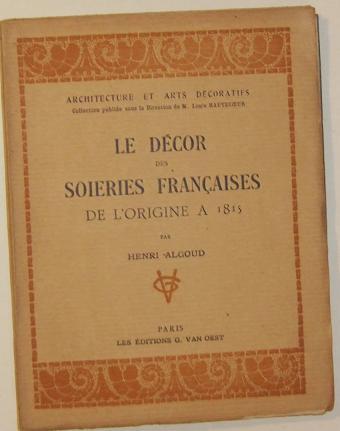 ARCHITECTURE ET ARTS DÉCORATIFS
Collection publiée sous la Direction de M. Louis HAUTECŒUR
LE DÉCOR
DES
SOIERIES FRANÇAISES
DE L'ORIGINE A 1815
PAR
HENRI ALGOUD
VG
PARIS
LES ÉDITIONS G. VAN OEST